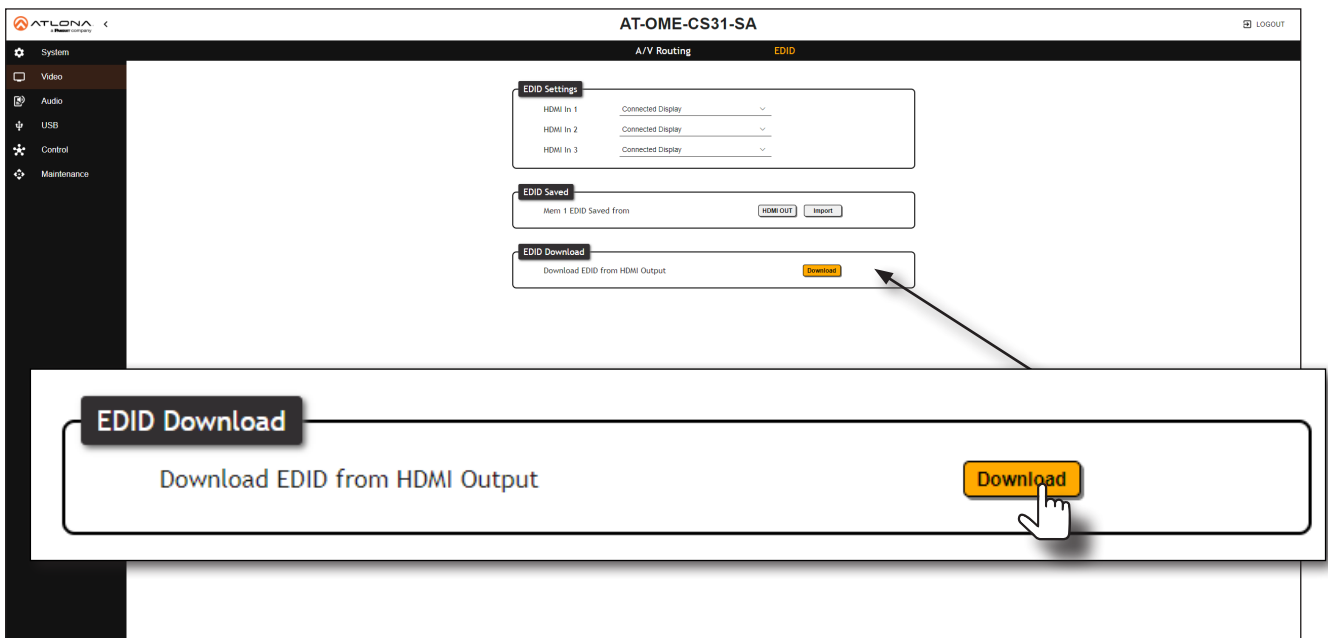 ATLONA
a Panduit company
AT-OME-CS31-SA
LOGOUT
A/V Routing EDID
System
Video
Audio
USB
Control
Maintenance
EDID Settings
HDMI In 1 Connected Display
HDMI In 2 Connected Display
HDMI In 3 Connected Display
EDID Saved
Mem 1 EDID Saved from HDMI OUT Import
EDID Download
Download EDID from HDMI Output Download
EDID Download
Download EDID from HDMI Output Download